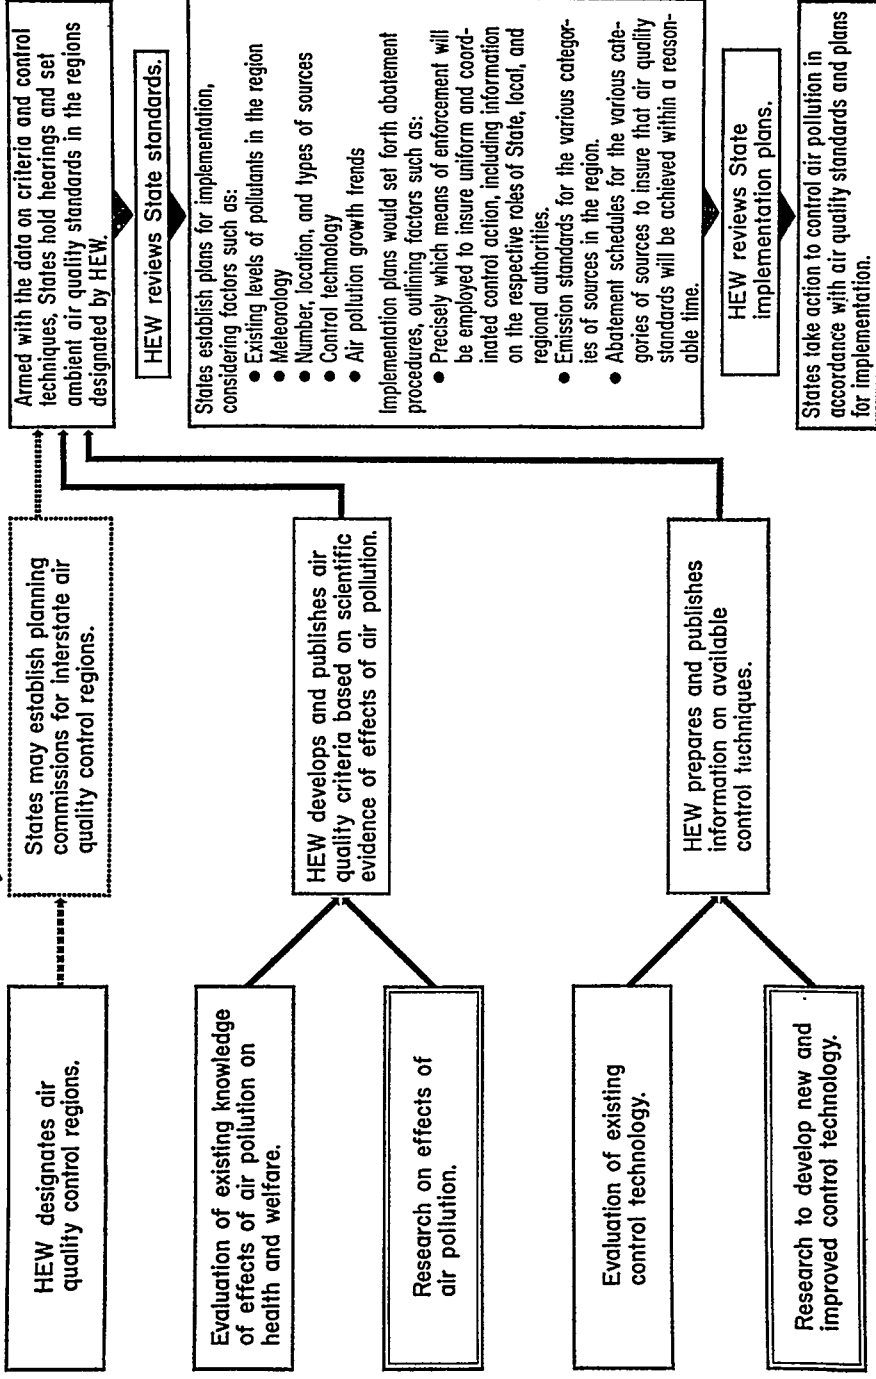 HEW designates air
quality control regions.
States may establish planning
commissions for interstate air
quality control regions.
Evaluation of existing knowledge
of effects of air pollution on
health and welfare.
Research on effects of
air pollution.
HEW develops and publishes air
quality criteria based on scientific
evidence of effects of air pollution.
Evaluation of existing
control technology.
Research to develop new and
improved control technology.
HEW prepares and publishes
information on available
control techniques.
Armed with the data on criteria and control
techniques, States hold hearings and set
ambient air quality standards in the regions
designated by HEW.
HEW reviews State standards.
States establish plans for implementation,
considering factors such as:
● Existing levels of pollutants in the region
● Meteorology
● Number, location, and types of sources
● Control technology
● Air pollution growth trends
Implementation plans would set forth abatement
procedures, outlining factors such as:
● Precisely which means of enforcement will
be employed to insure uniform and coord-
inated control action, including information
on the respective roles of State, local, and
regional authorities.
● Emission standards for the various categor-
ies of sources in the region.
● Abatement schedules for the various cate-
gories of sources to insure that air quality
standards will be achieved within a reason-
able time.
HEW reviews State
implementation plans.
States take action to control air pollution in
accordance with air quality standards and plans
for implementation.